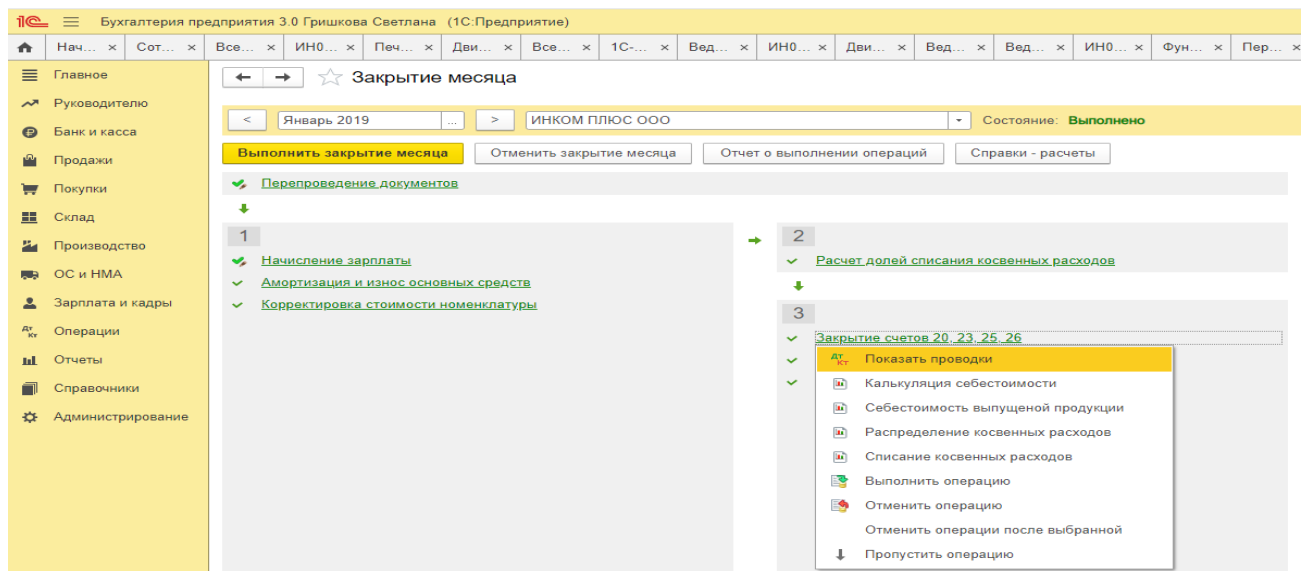 1С Бухгалтерия предприятия 3.0 Гришкова Светлана (1С:Предприятие)
Нач... × Сот... × Все... × ИН0... × Печ... × Дви... × Все... × 1С-... × Вед... × ИН0... × Дви... × Вед... × Вед... × ИН0... × Фун... × Пер... ×
Главное
Руководителю
Банк и касса
Продажи
Покупки
Склад
Производство
ОС и НМА
Зарплата и кадры
Операции
Отчеты
Справочники
Администрирование
Закрытие месяца
< Январь 2019 ... > ИНКОМ ПЛЮС ООО Состояние: Выполнено
Выполнить закрытие месяца Отменить закрытие месяца Отчет о выполнении операций Справки - расчеты
Перепроведение документов
1
Начисление зарплаты
Амортизация и износ основных средств
Корректировка стоимости номенклатуры
2
Расчет долей списания косвенных расходов
3
Закрытие счетов 20, 23, 25, 26
Дт Кт Показать проводки
Калькуляция себестоимости
Себестоимость выпущеной продукции
Распределение косвенных расходов
Списание косвенных расходов
Выполнить операцию
Отменить операцию
Отменить операции после выбранной
Пропустить операцию